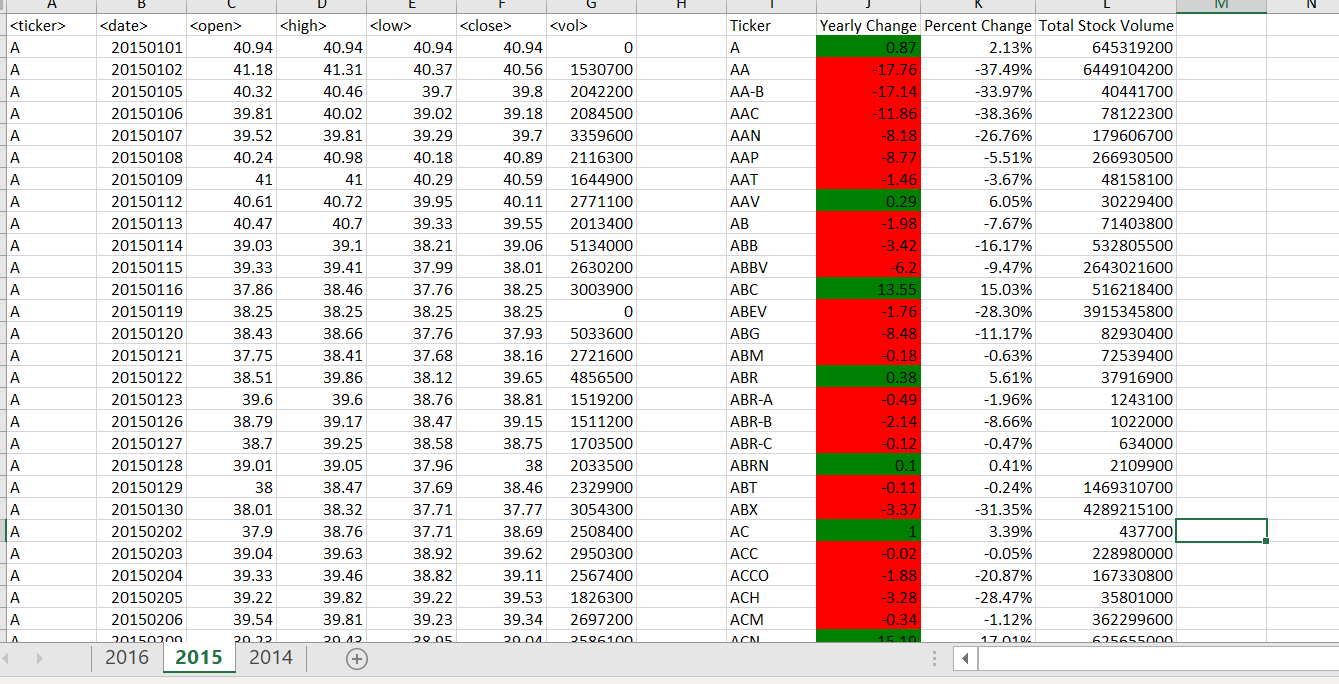 A B C D E F G H I J K L M N
<ticker> <date> <open> <high> <low> <close> <vol> Ticker Yearly Change Percent Change Total Stock Volume
A 20150101 40.94 40.94 40.94 40.94 0 A 0.87 2.13% 645319200
A 20150102 41.18 41.31 40.37 40.56 1530700 AA -17.76 -37.49% 6449104200
A 20150105 40.32 40.46 39.7 39.8 2042200 AA-B -17.14 -33.97% 40441700
A 20150106 39.81 40.02 39.02 39.18 2084500 AAC -11.86 -38.36% 78122300
A 20150107 39.52 39.81 39.29 39.7 3359600 AAN -8.18 -26.76% 179606700
A 20150108 40.24 40.98 40.18 40.89 2116300 AAP -8.77 -5.51% 266930500
A 20150109 41 41 40.29 40.59 1644900 AAT -1.46 -3.67% 48158100
A 20150112 40.61 40.72 39.95 40.11 2771100 AAV 0.29 6.05% 30229400
A 20150113 40.47 40.7 39.33 39.55 2013400 AB -1.98 -7.67% 71403800
A 20150114 39.03 39.1 38.21 39.06 5134000 ABB -3.42 -16.17% 532805500
A 20150115 39.33 39.41 37.99 38.01 2630200 ABBV -6.2 -9.47% 2643021600
A 20150116 37.86 38.46 37.76 38.25 3003900 ABC 13.55 15.03% 516218400
A 20150119 38.25 38.25 38.25 38.25 0 ABEV -1.76 -28.30% 3915345800
A 20150120 38.43 38.66 37.76 37.93 5033600 ABG -8.48 -11.17% 82930400
A 20150121 37.75 38.41 37.68 38.16 2721600 ABM -0.18 -0.63% 72539400
A 20150122 38.51 39.86 38.12 39.65 4856500 ABR 0.38 5.61% 37916900
A 20150123 39.6 39.6 38.76 38.81 1519200 ABR-A -0.49 -1.96% 1243100
A 20150126 38.79 39.17 38.47 39.15 1511200 ABR-B -2.14 -8.66% 1022000
A 20150127 38.7 39.25 38.58 38.75 1703500 ABR-C -0.12 -0.47% 634000
A 20150128 39.01 39.05 37.96 38 2033500 ABRN 0.1 0.41% 2109900
A 20150129 38 38.47 37.69 38.46 2329900 ABT -0.11 -0.24% 1469310700
A 20150130 38.01 38.32 37.71 37.77 3054300 ABX -3.37 -31.35% 4289215100
A 20150202 37.9 38.76 37.71 38.69 2508400 AC 1 3.39% 437700
A 20150203 39.04 39.63 38.92 39.62 2950300 ACC -0.02 -0.05% 228980000
A 20150204 39.33 39.46 38.82 39.11 2567400 ACCO -1.88 -20.87% 167330800
A 20150205 39.22 39.82 39.22 39.53 1826300 ACH -3.28 -28.47% 35801000
A 20150206 39.54 39.81 39.23 39.34 2697200 ACM -0.34 -1.12% 362299600
2016 2015 2014